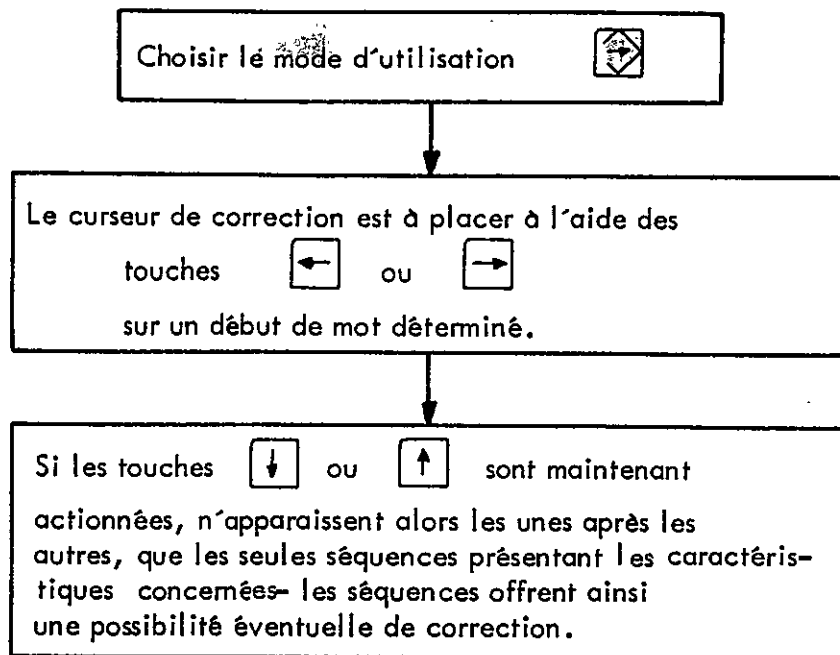 Choisir le mode d'utilisation
Le curseur de correction est à placer à l'aide des
touches ← ou →
sur un début de mot déterminé.
Si les touches ↓ ou ↑ sont maintenant
actionnées, n'apparaissent alors les unes après les
autres, que les seules séquences présentant les caractéris-
tiques concernées- les séquences offrent ainsi
une possibilité éventuelle de correction.